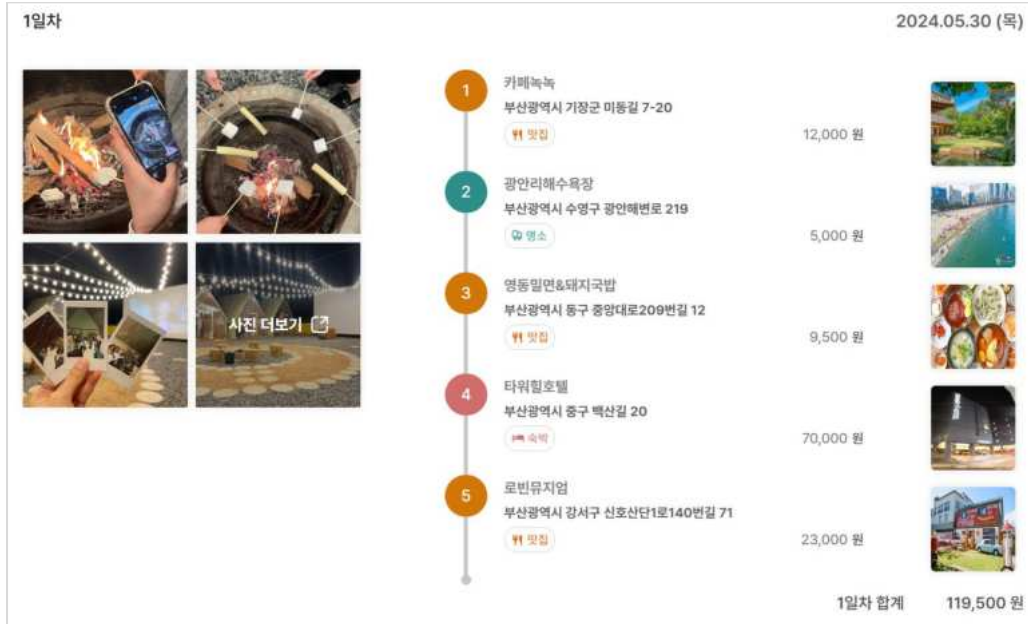 1일차
2024.05.30 (목)
사진 더보기
1
카페녹녹
부산광역시 기장군 미동길 7-20
맛집
12,000 원
2
광안리해수욕장
부산광역시 수영구 광안해변로 219
명소
5,000 원
3
영동밀면&돼지국밥
부산광역시 동구 중앙대로209번길 12
맛집
9,500 원
4
타워힐호텔
부산광역시 중구 백산길 20
숙박
70,000 원
5
로빈뮤지엄
부산광역시 강서구 신호산단1로140번길 71
맛집
23,000 원
1일차 합계
119,500 원